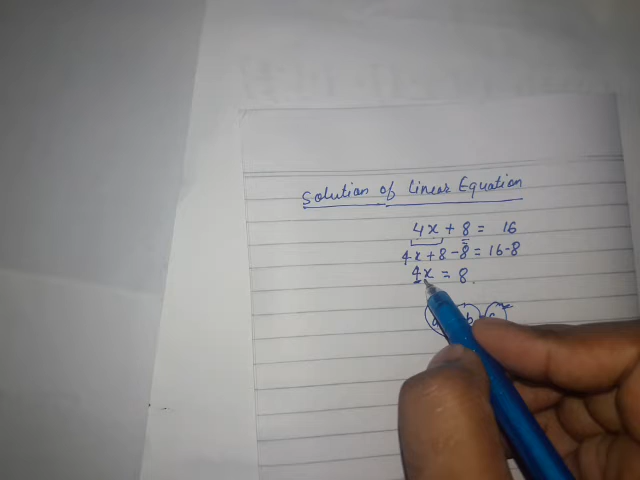 Solution of Linear Equation
4x + 8 = 16
4x + 8 - 8 = 16 - 8
4x = 8.